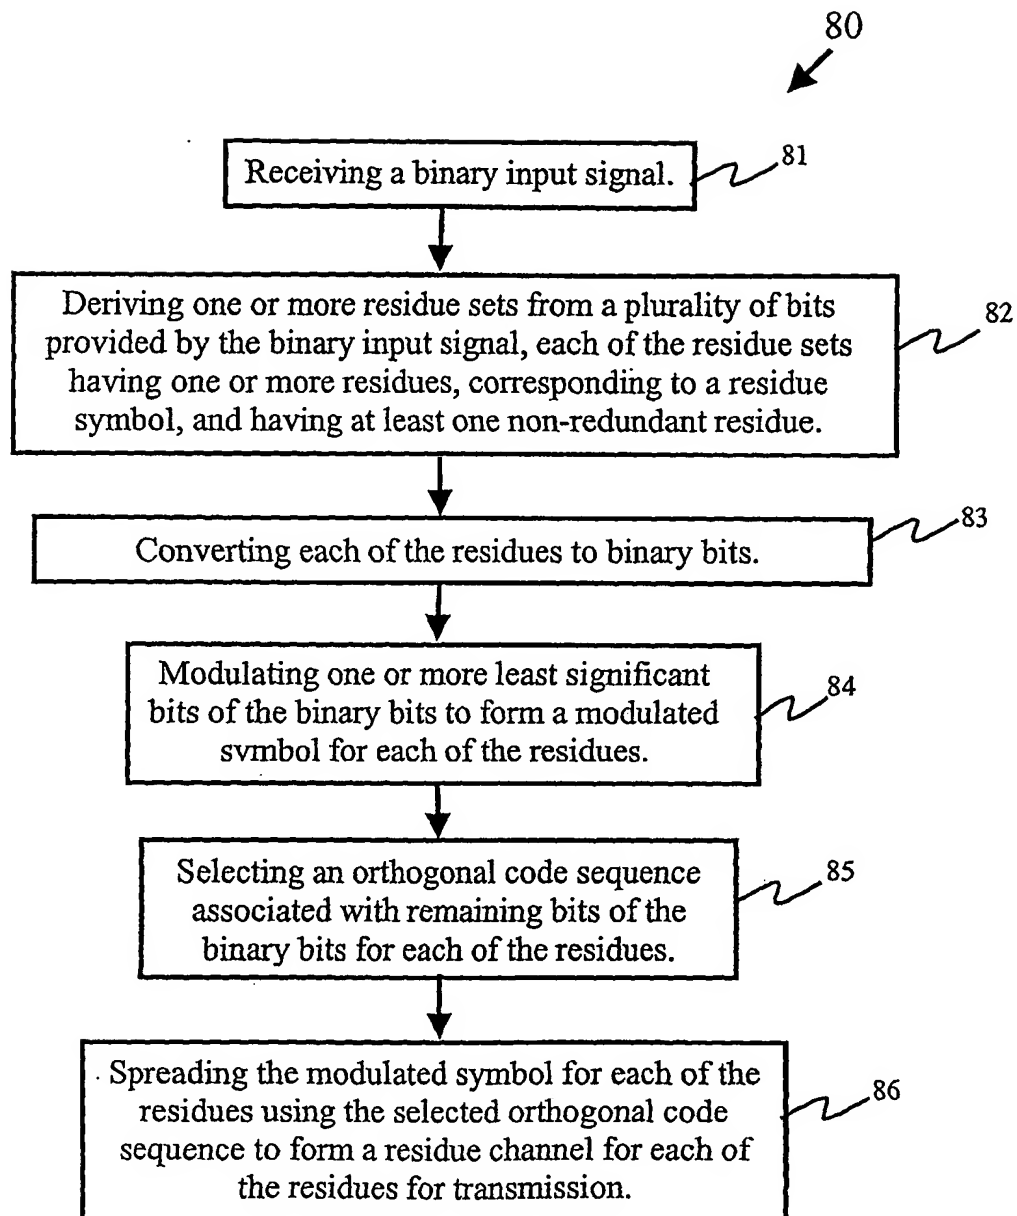 80
Receiving a binary input signal.
81
Deriving one or more residue sets from a plurality of bits
provided by the binary input signal, each of the residue sets
having one or more residues, corresponding to a residue
symbol, and having at least one non-redundant residue.
82
Converting each of the residues to binary bits.
83
Modulating one or more least significant
bits of the binary bits to form a modulated
symbol for each of the residues.
84
Selecting an orthogonal code sequence
associated with remaining bits of the
binary bits for each of the residues.
85
Spreading the modulated symbol for each of the
residues using the selected orthogonal code
sequence to form a residue channel for each of
the residues for transmission.
86